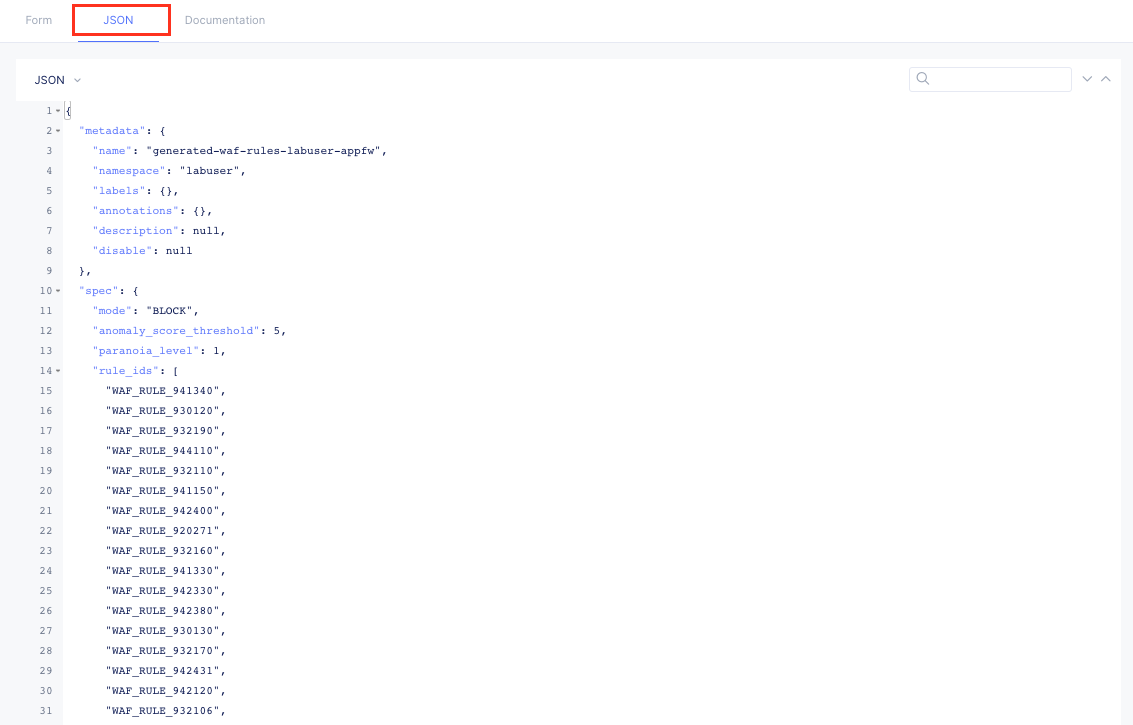 Form JSON Documentation
JSON
1 {
2 "metadata": {
3 "name": "generated-waf-rules-labuser-appfw",
4 "namespace": "labuser",
5 "labels": {},
6 "annotations": {},
7 "description": null,
8 "disable": null
9 },
10 "spec": {
11 "mode": "BLOCK",
12 "anomaly_score_threshold": 5,
13 "paranoia_level": 1,
14 "rule_ids": [
15 "WAF_RULE_941340",
16 "WAF_RULE_930120",
17 "WAF_RULE_932190",
18 "WAF_RULE_944110",
19 "WAF_RULE_932110",
20 "WAF_RULE_941150",
21 "WAF_RULE_942400",
22 "WAF_RULE_920271",
23 "WAF_RULE_932160",
24 "WAF_RULE_941330",
25 "WAF_RULE_942330",
26 "WAF_RULE_942380",
27 "WAF_RULE_930130",
28 "WAF_RULE_932170",
29 "WAF_RULE_942431",
30 "WAF_RULE_942120",
31 "WAF_RULE_932106",